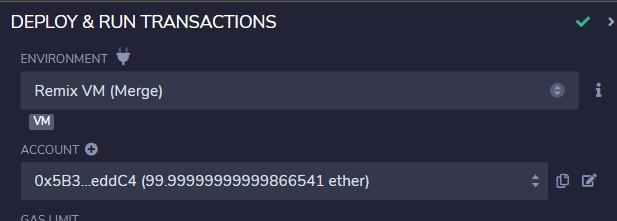 DEPLOY & RUN TRANSACTIONS
ENVIRONMENT
Remix VM (Merge)
VM
ACCOUNT
0x5B3...eddC4 (99.99999999999866541 ether)
GAS LIMIT